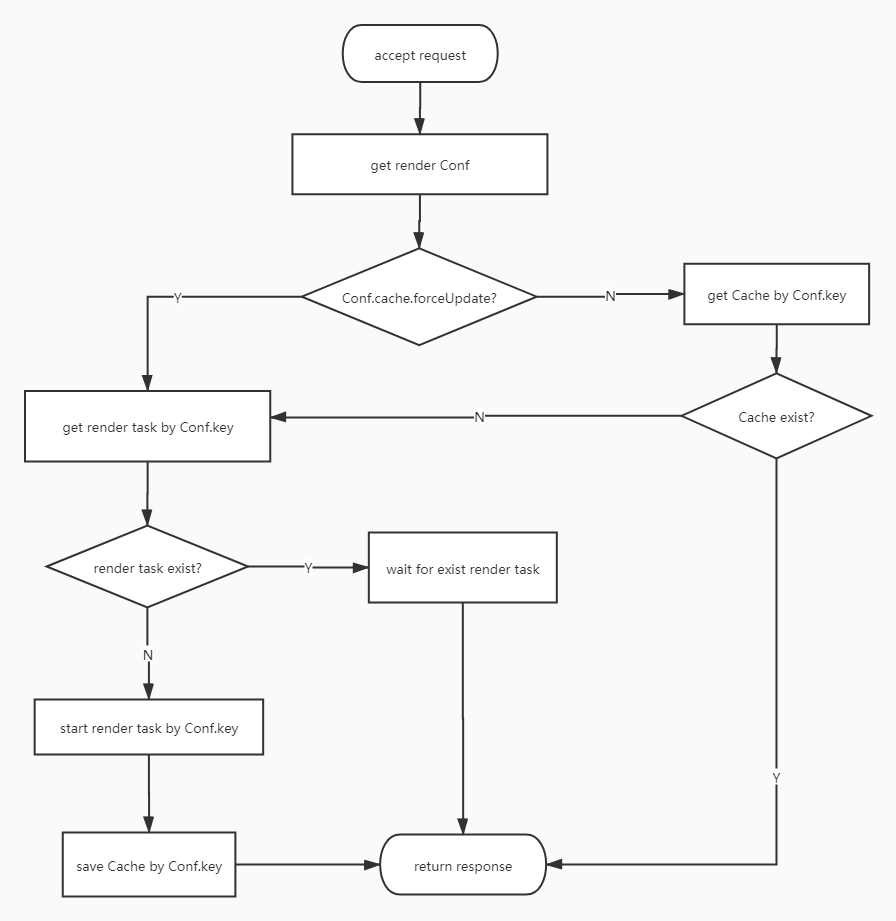 accept request
get render Conf
Conf.cache.forceUpdate?
Y
N
get Cache by Conf.key
get render task by Conf.key
N
Cache exist?
render task exist?
Y
wait for exist render task
N
start render task by Conf.key
Y
save Cache by Conf.key
return response